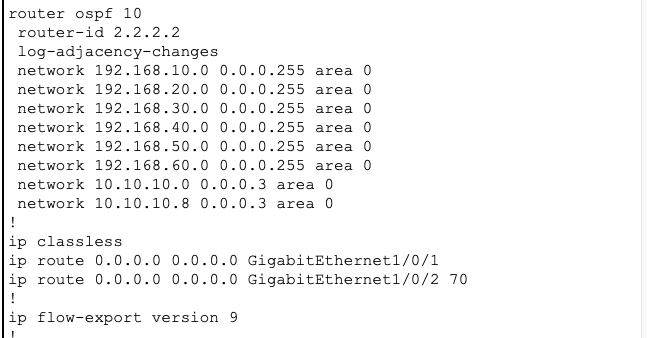 router ospf 10
router-id 2.2.2.2
log-adjacency-changes
network 192.168.10.0 0.0.0.255 area 0
network 192.168.20.0 0.0.0.255 area 0
network 192.168.30.0 0.0.0.255 area 0
network 192.168.40.0 0.0.0.255 area 0
network 192.168.50.0 0.0.0.255 area 0
network 192.168.60.0 0.0.0.255 area 0
network 10.10.10.0 0.0.0.3 area 0
network 10.10.10.8 0.0.0.3 area 0
!
ip classless
ip route 0.0.0.0 0.0.0.0 GigabitEthernet1/0/1
ip route 0.0.0.0 0.0.0.0 GigabitEthernet1/0/2 70
!
ip flow-export version 9
!